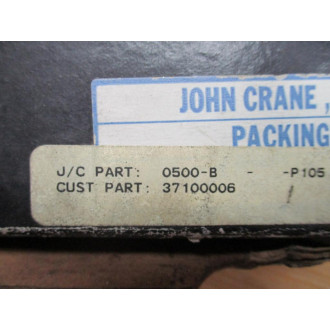 JOHN CRANE
PACKING
J/C PART: 0500-B - -P105
CUST PART: 37100006